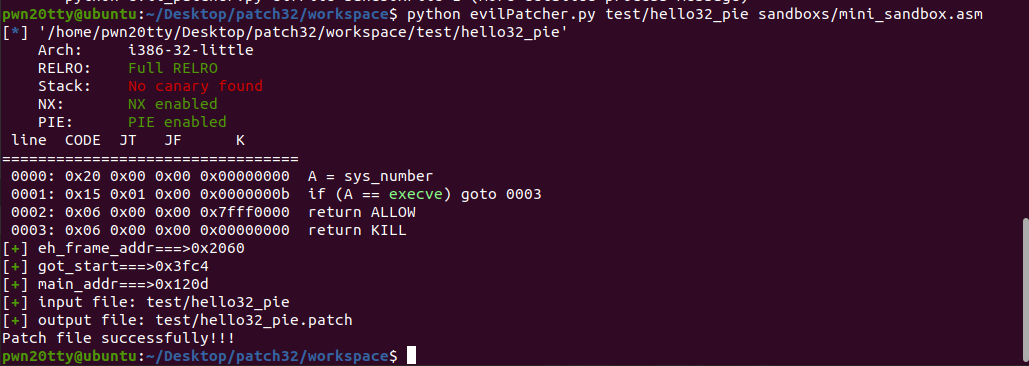 pwn20tty@ubuntu:~/Desktop/patch32/workspace$ python evilPatcher.py test/hello32_pie sandboxs/mini_sandbox.asm
[*] '/home/pwn20tty/Desktop/patch32/workspace/test/hello32_pie'
    Arch:     i386-32-little
    RELRO:    Full RELRO
    Stack:    No canary found
    NX:       NX enabled
    PIE:      PIE enabled
 line  CODE  JT   JF      K
=================================
 0000: 0x20 0x00 0x00 0x00000000  A = sys_number
 0001: 0x15 0x01 0x00 0x0000000b  if (A == execve) goto 0003
 0002: 0x06 0x00 0x00 0x7fff0000  return ALLOW
 0003: 0x06 0x00 0x00 0x00000000  return KILL
[+] eh_frame_addr===>0x2060
[+] got_start===>0x3fc4
[+] main_addr===>0x120d
[+] input file: test/hello32_pie
[+] output file: test/hello32_pie.patch
Patch file successfully!!!
pwn20tty@ubuntu:~/Desktop/patch32/workspace$